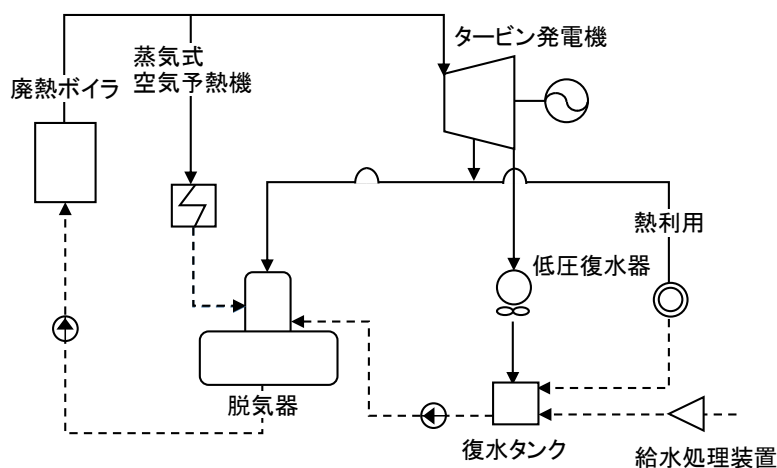 タービン発電機
蒸気式
空気予熱機
廃熱ボイラ
熱利用
低圧復水器
脱気器
復水タンク
給水処理装置